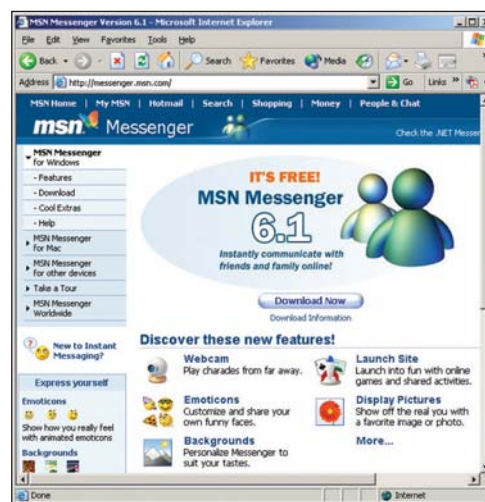 MSN Messenger Version 6.1 - Microsoft Internet Explorer
File Edit View Favorites Tools Help
Back Search Favorites Media
Address http://messenger.msn.com/ Go Links »
MSN Home | My MSN | Hotmail | Search | Shopping | Money | People & Chat
msn Messenger
Check the .NET Messen
MSN Messenger
for Windows
- Features
- Download
- Cool Extras
- Help
MSN Messenger
for Mac
MSN Messenger
for other devices
Take a Tour
MSN Messenger
Worldwide
IT'S FREE!
MSN Messenger
6.1
Instantly communicate with
friends and family online!
Download Now
Download Information
New to Instant
Messaging?
Express yourself
Emoticons
Show how you really feel
with animated emoticons
Backgrounds
Discover these new features!
Webcam
Play charades from far away.
Launch Site
Launch into fun with online
games and shared activities.
Emoticons
Customize and share your
own funny faces.
Display Pictures
Show off the real you with
a favorite image or photo.
Backgrounds
Personalize Messenger to
suit your tastes.
More...
Done Internet